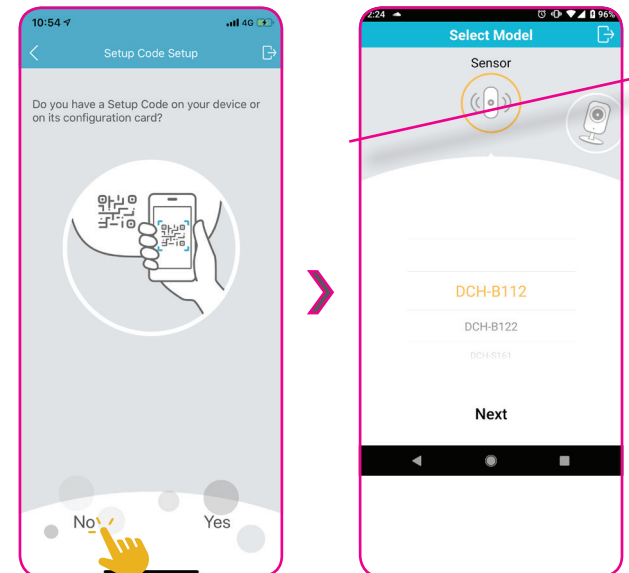 10:54
4G
Setup Code Setup
Do you have a Setup Code on your device or
on its configuration card?
No
Yes
2:24
96%
Select Model
Sensor
DCH-B112
DCH-B122
DCH-S161
Next